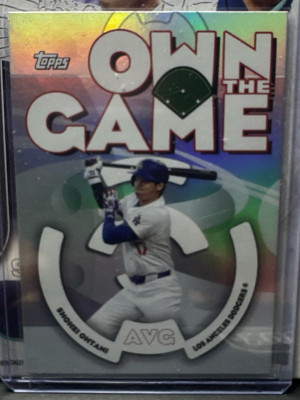 Topps
OWN
THE
GAME
SHOHEI OHTANI
AVG
LOS ANGELES DODGERS®